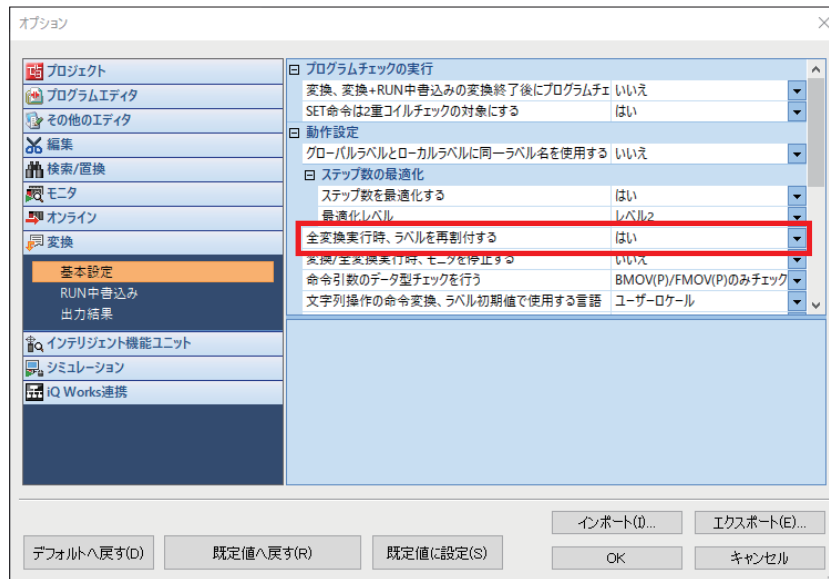 オプション
プロジェクト
プログラムエディタ
その他のエディタ
編集
検索/置換
モニタ
オンライン
変換
基本設定
RUN中書込み
出力結果
インテリジェント機能ユニット
シミュレーション
iQ Works連携
プログラムチェックの実行
変換、変換+RUN中書込みの変換終了後にプログラムチェ いいえ
SET命令は2重コイルチェックの対象にする はい
動作設定
グローバルラベルとローカルラベルに同一ラベル名を使用する いいえ
ステップ数の最適化
ステップ数を最適化する はい
最適化レベル レベル2
全変換実行時、ラベルを再割付する はい
変換/全変換実行時、モニタを停止する いいえ
命令引数のデータ型チェックを行う BMOV(P)/FMOV(P)のみチェック
文字列操作の命令変換、ラベル初期値で使用する言語 ユーザーロケール
インポート(I)... エクスポート(E)...
デフォルトへ戻す(D) 既定値へ戻す(R) 既定値に設定(S) OK キャンセル